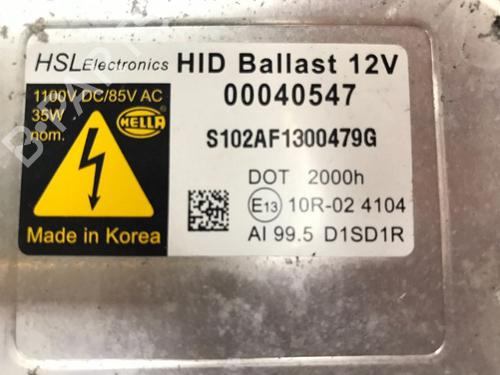 HSLElectronics HID Ballast 12V
1100V DC/85V AC
35W
nom.
HELLA
Made in Korea
00040547
S102AF1300479G
DOT 2000h
E13 10R-02 4104
AI 99.5 D1SD1R
B-PARTS